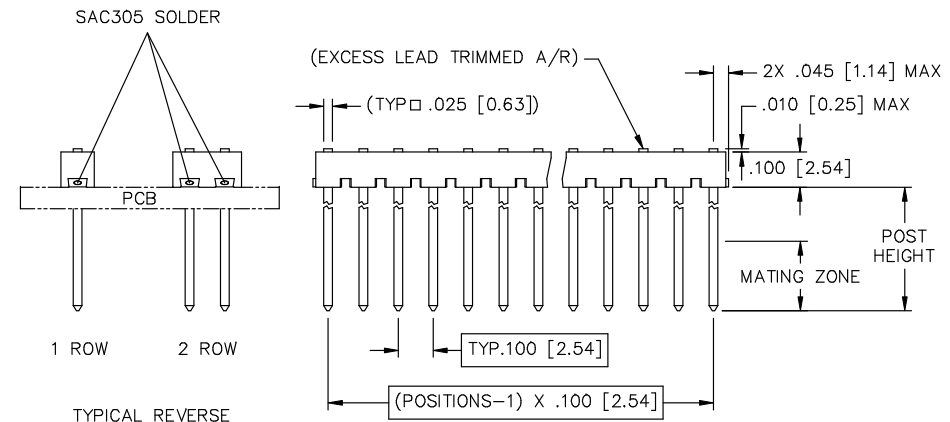 SAC305 SOLDER
(EXCESS LEAD TRIMMED A/R)
2X .045 [1.14] MAX
(TYP□ .025 [0.63])
.010 [0.25] MAX
.100 [2.54]
PCB
POST
HEIGHT
MATING ZONE
1 ROW
2 ROW
TYP.100 [2.54]
(POSITIONS-1) X .100 [2.54]
TYPICAL REVERSE